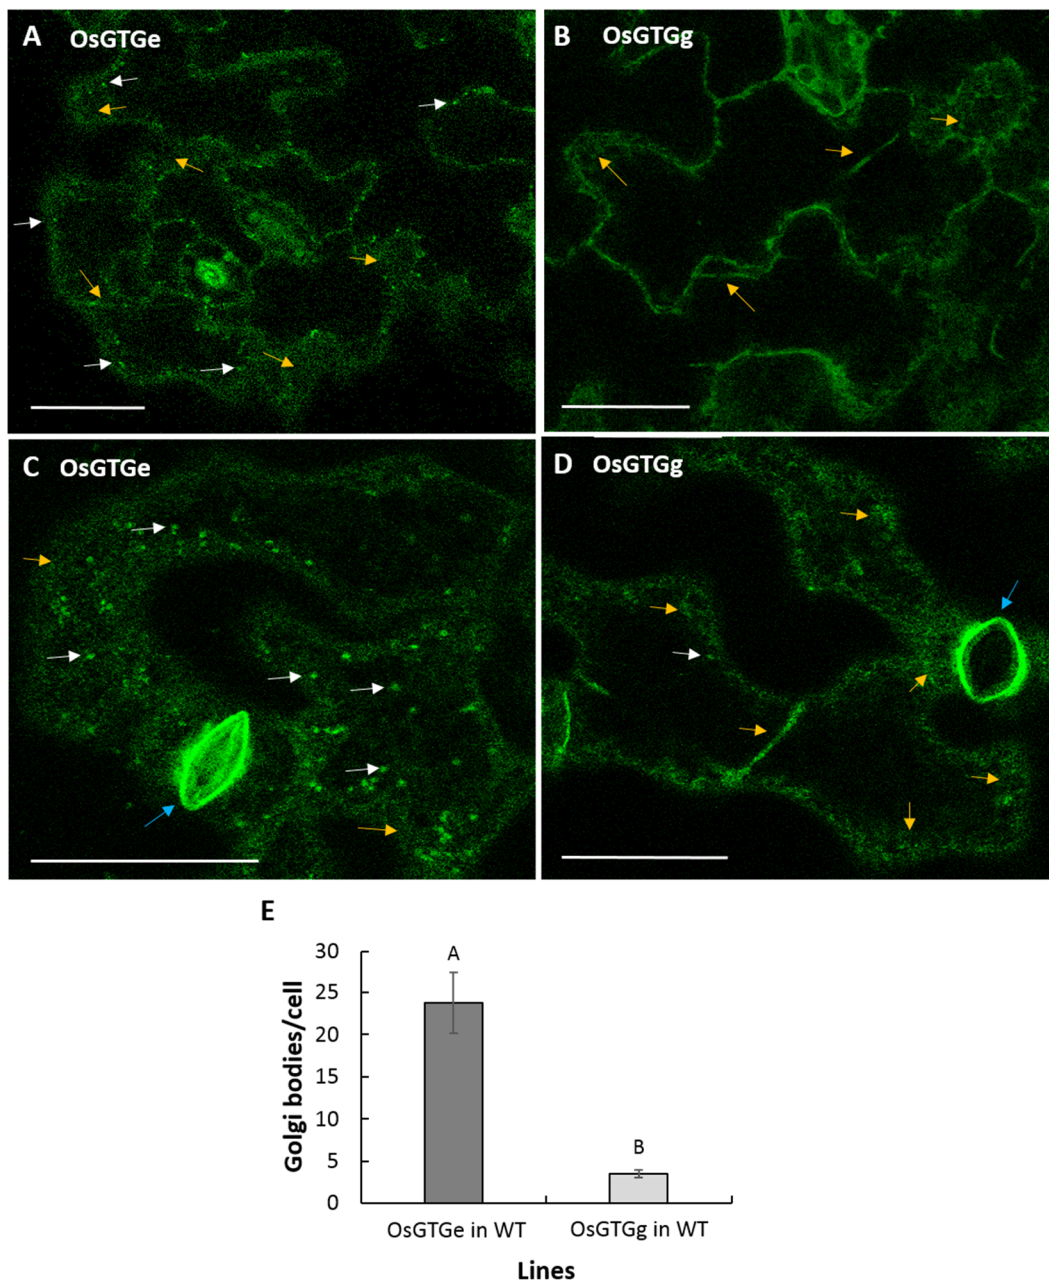 A OsGTGe
B OsGTGg
C OsGTGe
D OsGTGg
E
30
25
20
15
10
5
0
Golgi bodies/cell
A
B
OsGTGe in WT
OsGTGg in WT
Lines